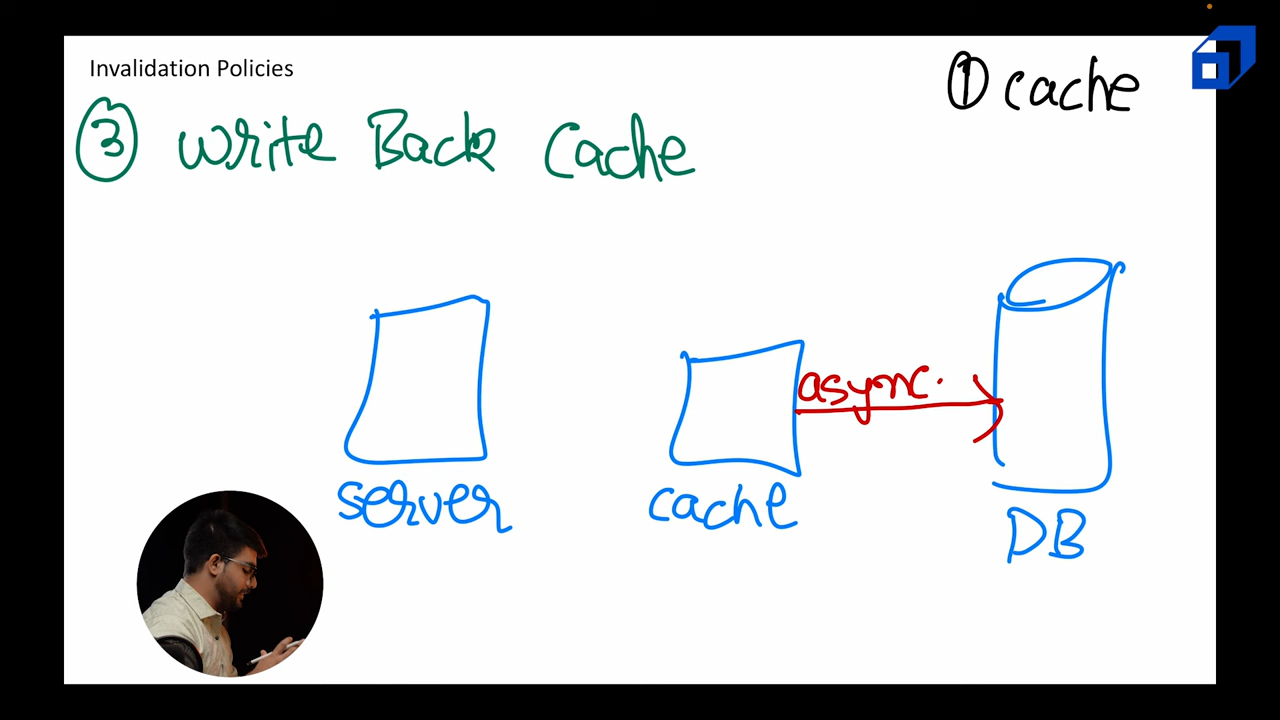 Invalidation Policies
① cache
③ write Back Cache
async.
server
cache
DB